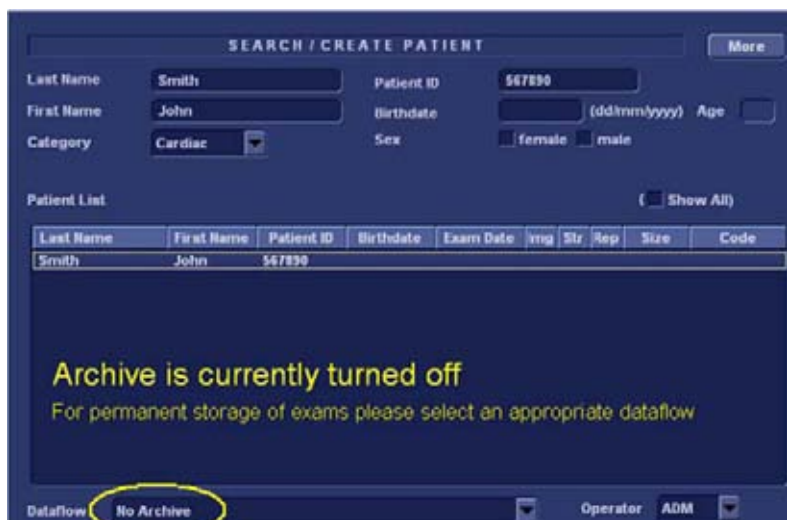 SEARCH / CREATE PATIENT More
Last Name Smith Patient ID 567890
First Name John Birthdate (dd/mm/yyyy) Age
Category Cardiac Sex female male
Patient List ( Show All)
Last Name First Name Patient ID Birthdate Exam Date Img Str Rep Size Code
Smith John 567890
Archive is currently turned off
For permanent storage of exams please select an appropriate dataflow
Dataflow No Archive Operator ADM